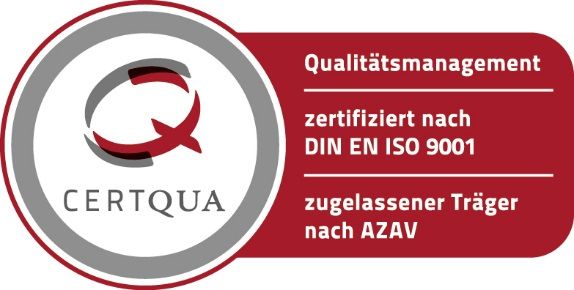 CERTQUA
Qualitätsmanagement
zertifiziert nach
DIN EN ISO 9001
zugelassener Träger
nach AZAV